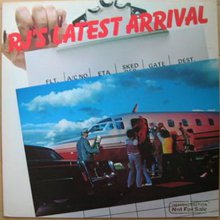 RJ'S LATEST ARRIVAL
FLT. A/C NO. ETA SKED GATE DEST.
Not For Sale